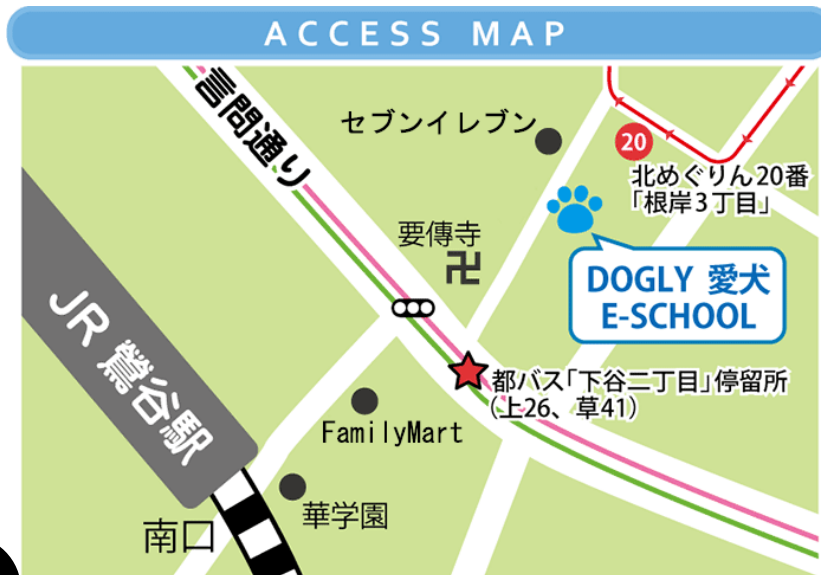 ACCESS MAP
言問通り
セブンイレブン
20
北めぐりん20番
「根岸3丁目」
要傳寺
卍
DOGLY 愛犬
E-SCHOOL
JR 鶯谷駅
都バス「下谷二丁目」停留所
(上26、草41)
FamilyMart
華学園
南口